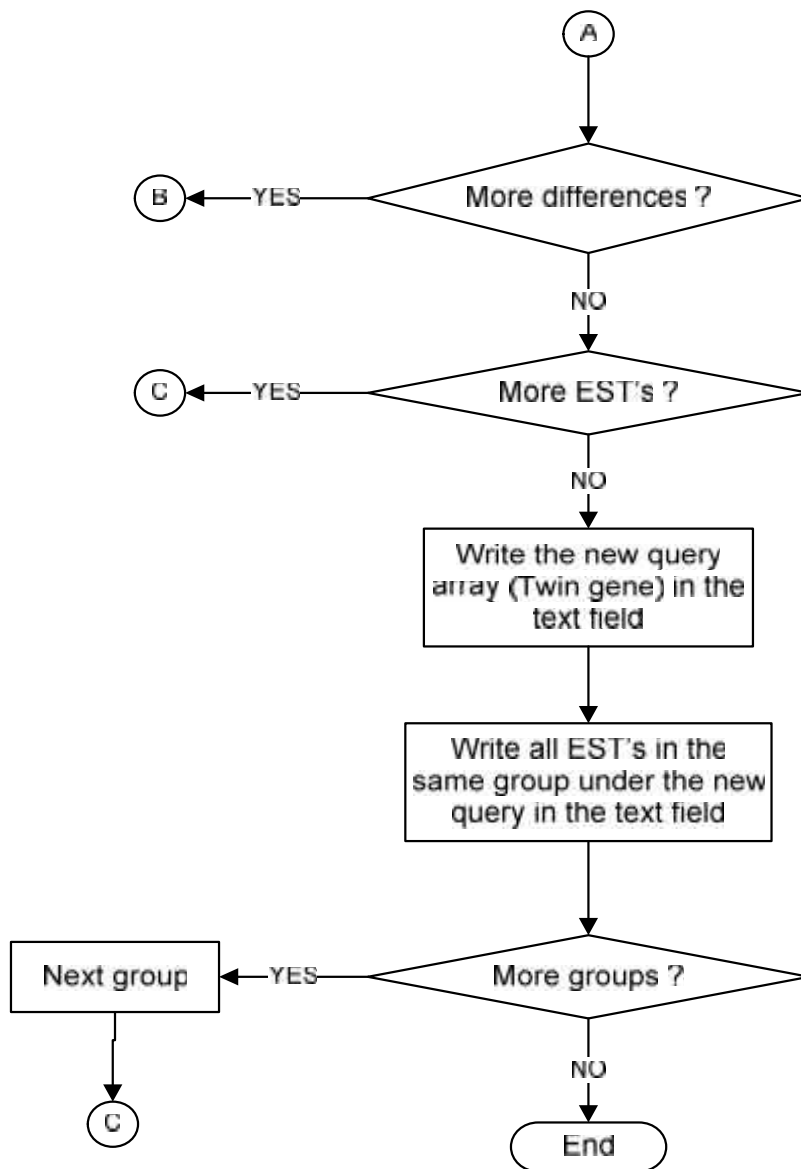 A
More differences ?
B
YES
NO
More EST's ?
C
YES
NO
Write the new query
array (Twin gene) in the
text field
Write all EST's in the
same group under the new
query in the text field
More groups ?
YES
Next group
NO
C
End